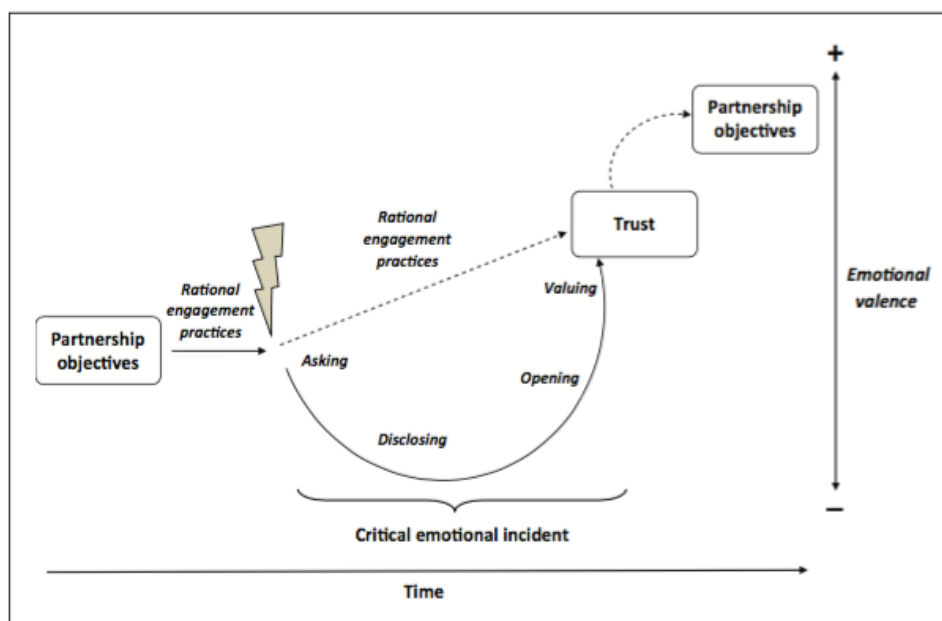 +
Partnership
objectives
Rational
engagement
practices
Trust
Emotional
valence
Valuing
Rational
engagement
practices
Partnership
objectives
Asking
Opening
Disclosing
–
Critical emotional incident
Time